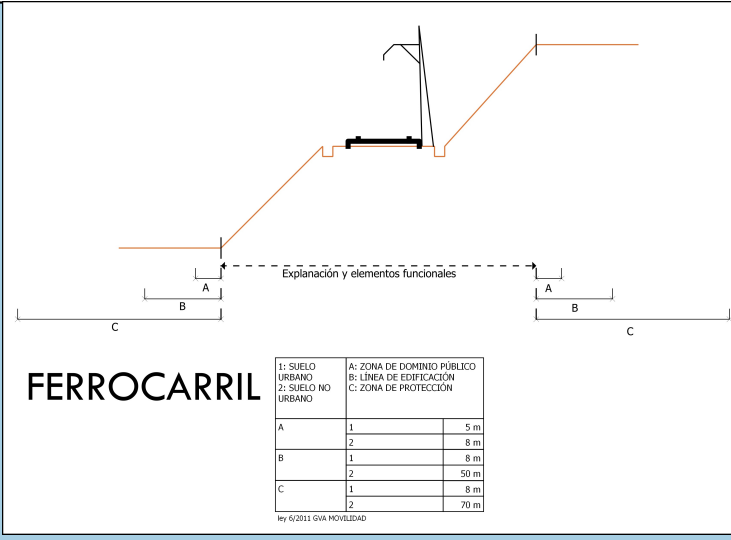 Explanación y elementos funcionales
A
A
B
B
C
C
FERROCARRIL
1: SUELO
URBANO
2: SUELO NO
URBANO
A: ZONA DE DOMINIO PÚBLICO
B: LÍNEA DE EDIFICACIÓN
C: ZONA DE PROTECCIÓN
A 1 5 m
2 8 m
B 1 8 m
2 50 m
C 1 8 m
2 70 m
ley 6/2011 GVA MOVILIDAD